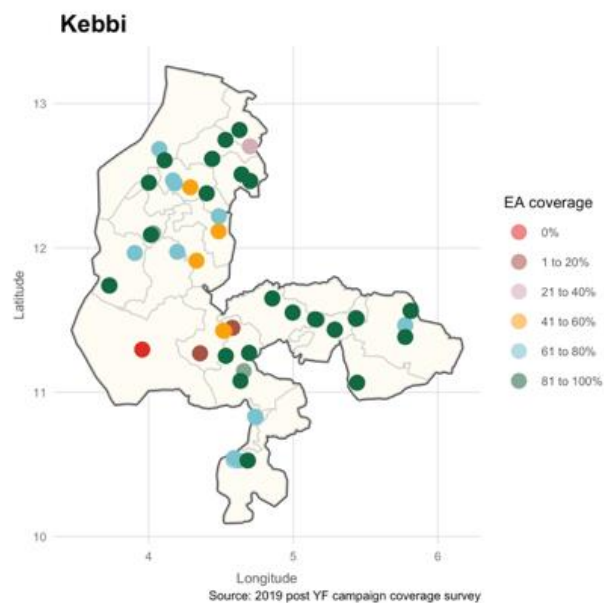 Kebbi
13
12
11
10
Latitude
4
5
6
Longitude
EA coverage
0%
1 to 20%
21 to 40%
41 to 60%
61 to 80%
81 to 100%
Source: 2019 post YF campaign coverage survey